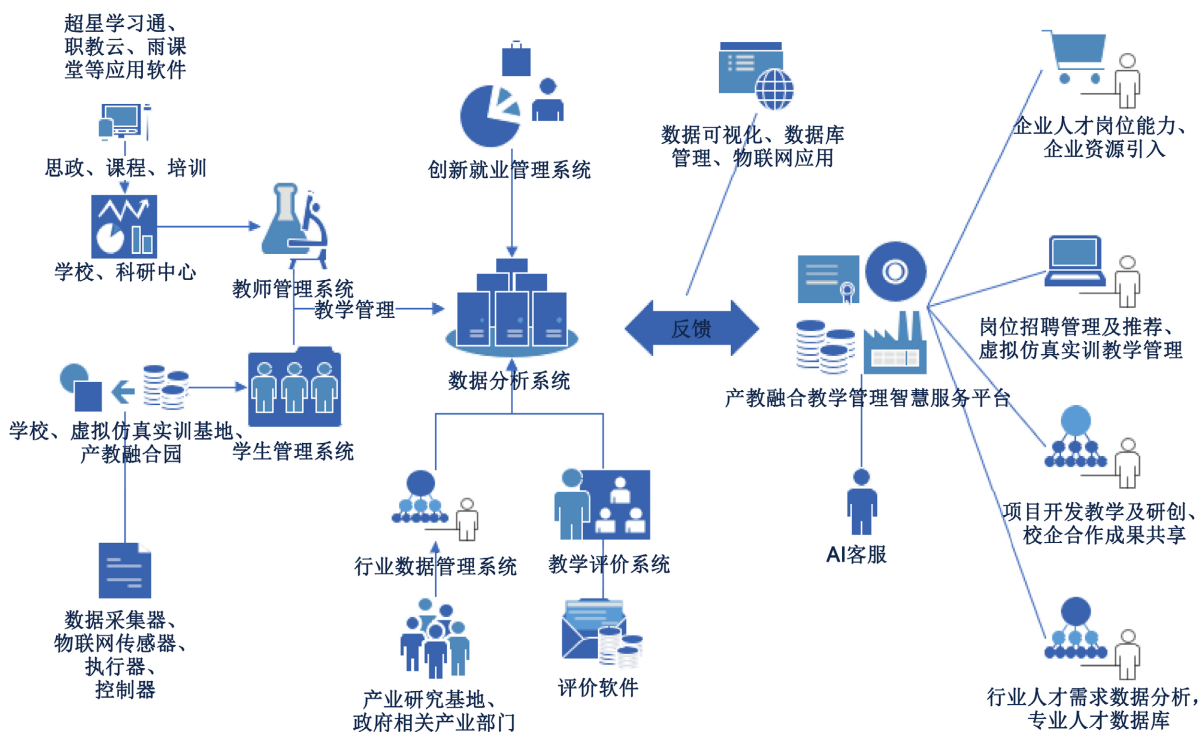 超星学习通、
职教云、雨课
堂等应用软件
思政、课程、培训
学校、科研中心
教师管理系统
教学管理
学校、虚拟仿真实训基地、
产教融合园
学生管理系统
数据采集器、
物联网传感器、
执行器、
控制器
创新就业管理系统
数据分析系统
行业数据管理系统
产业研究基地、
政府相关产业部门
教学评价系统
评价软件
数据可视化、数据库
管理、物联网应用
反馈
产教融合教学管理智慧服务平台
AI客服
企业人才岗位能力、
企业资源引入
岗位招聘管理及推荐、
虚拟仿真实训教学管理
项目开发教学及研创、
校企合作成果共享
行业人才需求数据分析，
专业人才数据库